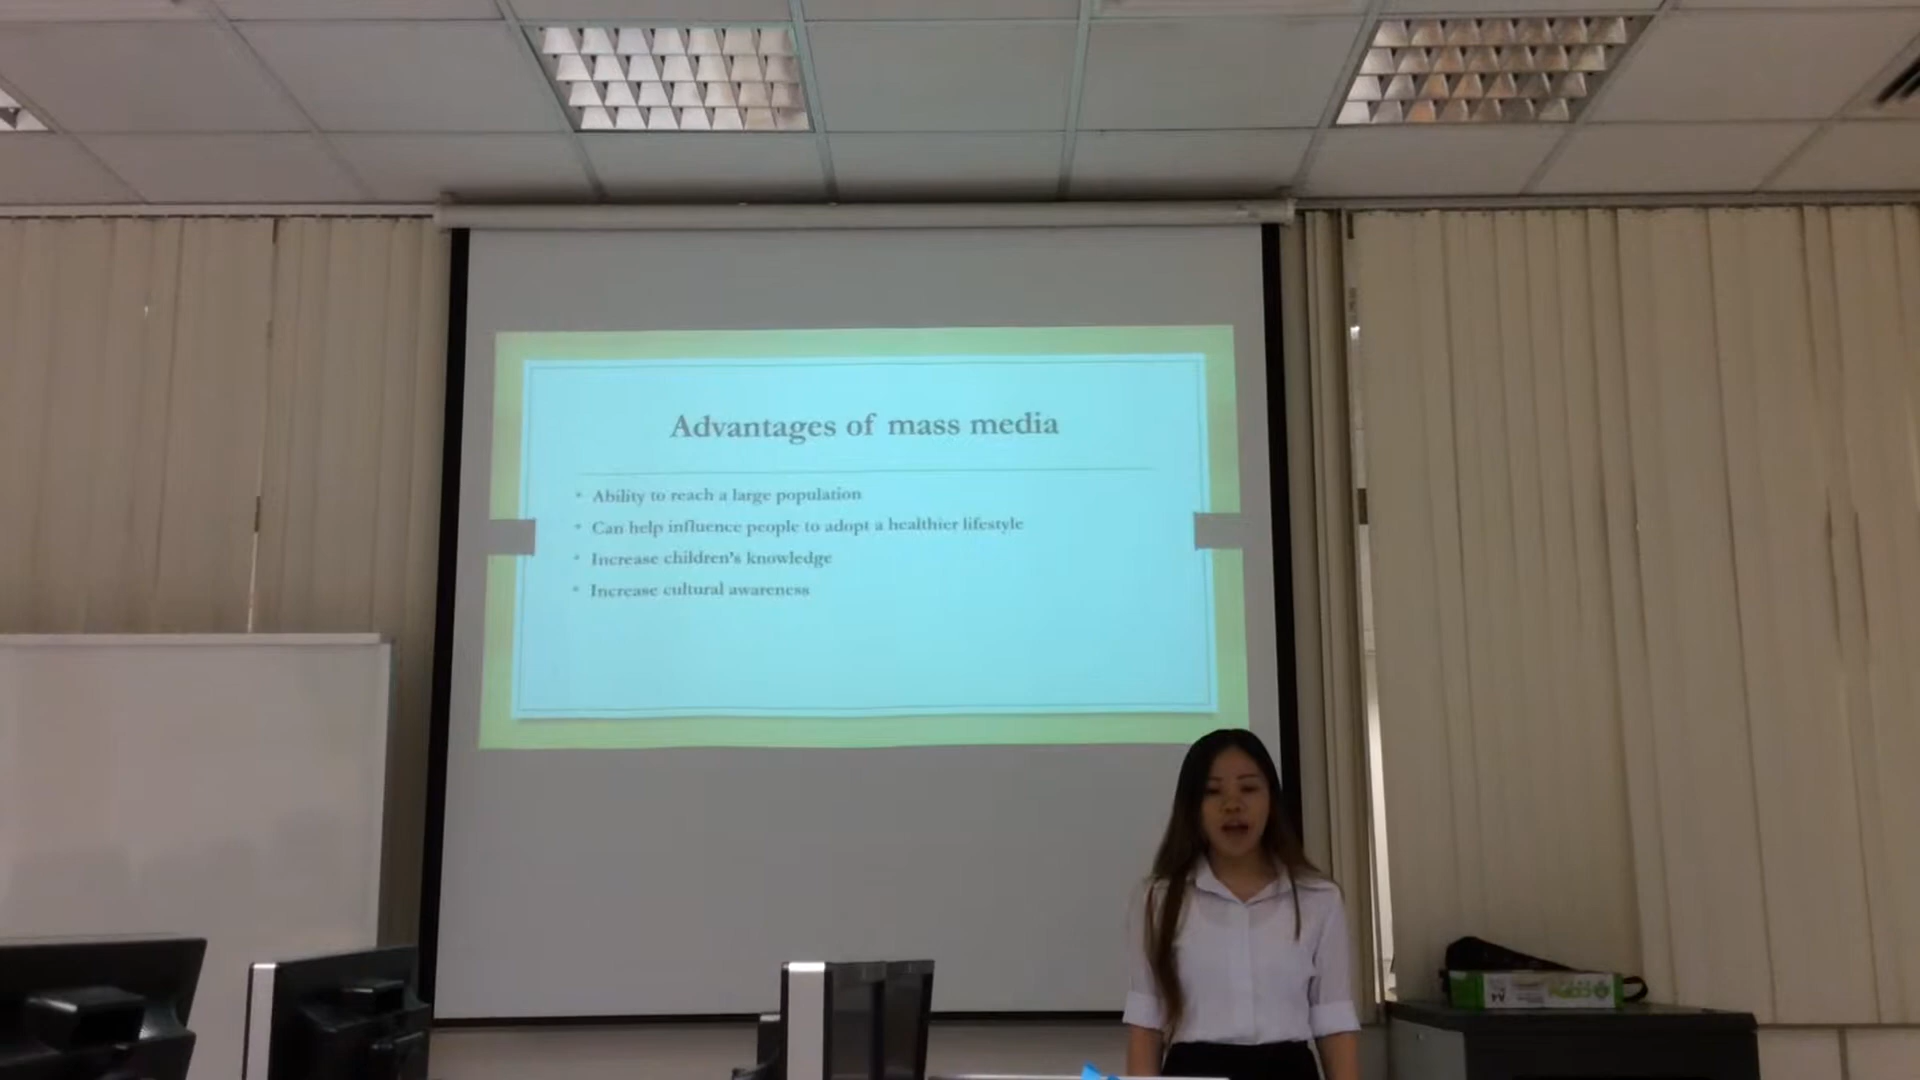 Advantages of mass media
• Ability to reach a large population
• Can help influence people to adopt a healthier lifestyle
• Increase children's knowledge
• Increase cultural awareness
A4